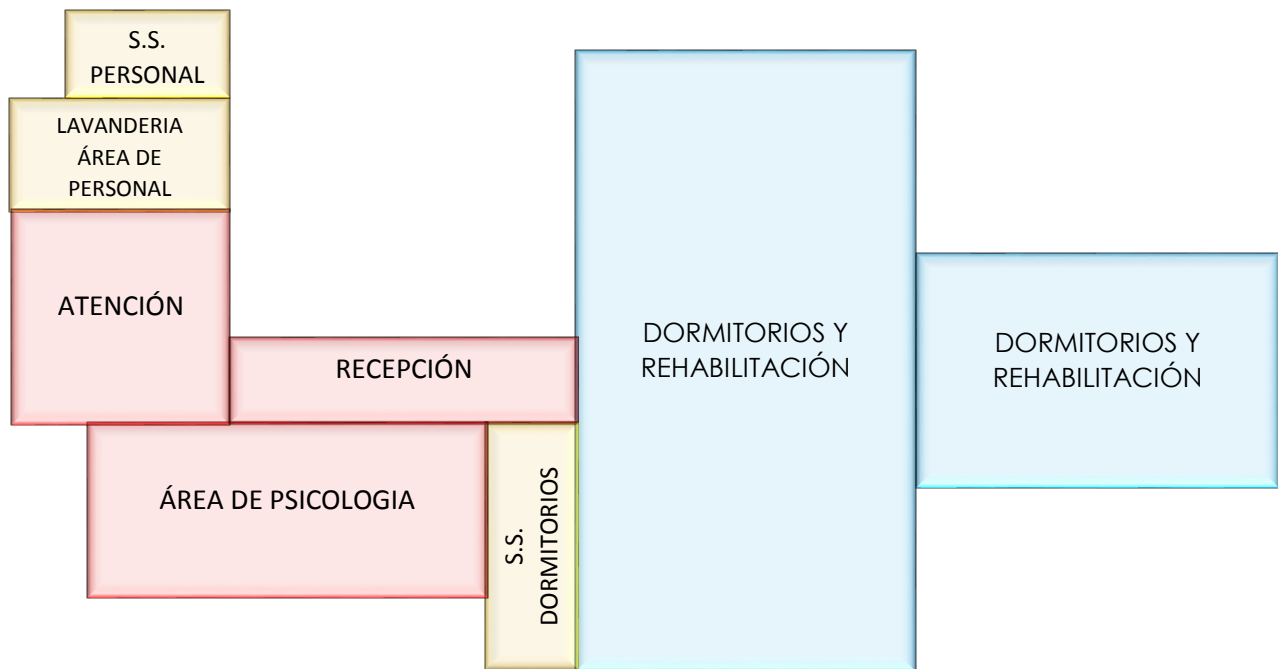 S.S.
PERSONAL
LAVANDERIA
ÁREA DE
PERSONAL
ATENCIÓN
RECEPCIÓN
ÁREA DE PSICOLOGIA
S.S.
DORMITORIOS
DORMITORIOS Y
REHABILITACIÓN
DORMITORIOS Y
REHABILITACIÓN